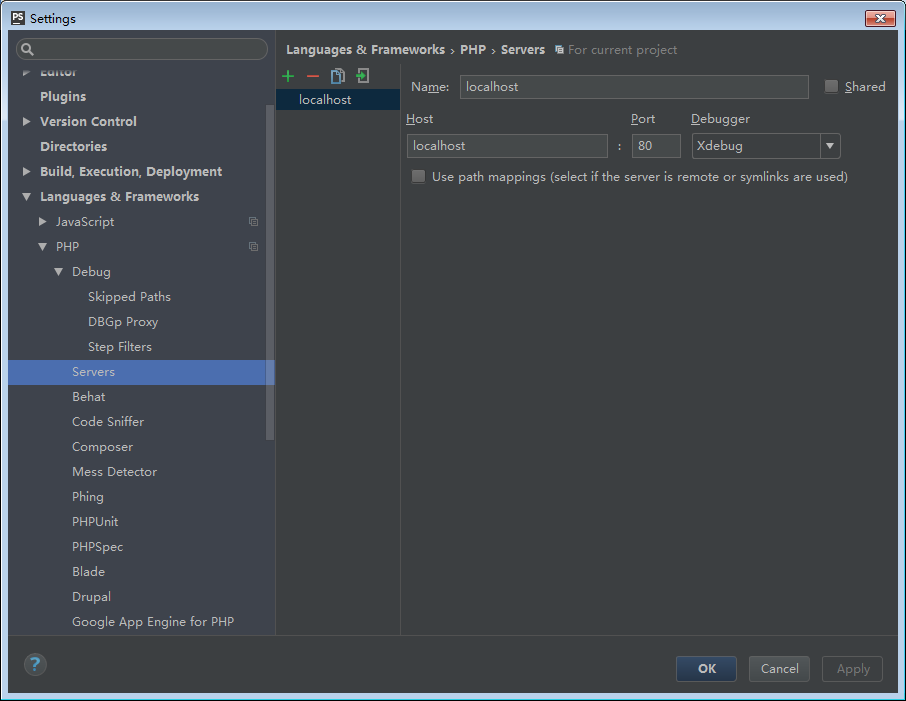 PS Settings
Languages & Frameworks › PHP › Servers For current project
Editor
Plugins
Version Control
Directories
Build, Execution, Deployment
Languages & Frameworks
JavaScript
PHP
Debug
Skipped Paths
DBGp Proxy
Step Filters
Servers
Behat
Code Sniffer
Composer
Mess Detector
Phing
PHPUnit
PHPSpec
Blade
Drupal
Google App Engine for PHP
localhost
Name: localhost Shared
Host Port Debugger
localhost : 80 Xdebug
Use path mappings (select if the server is remote or symlinks are used)
? OK Cancel Apply